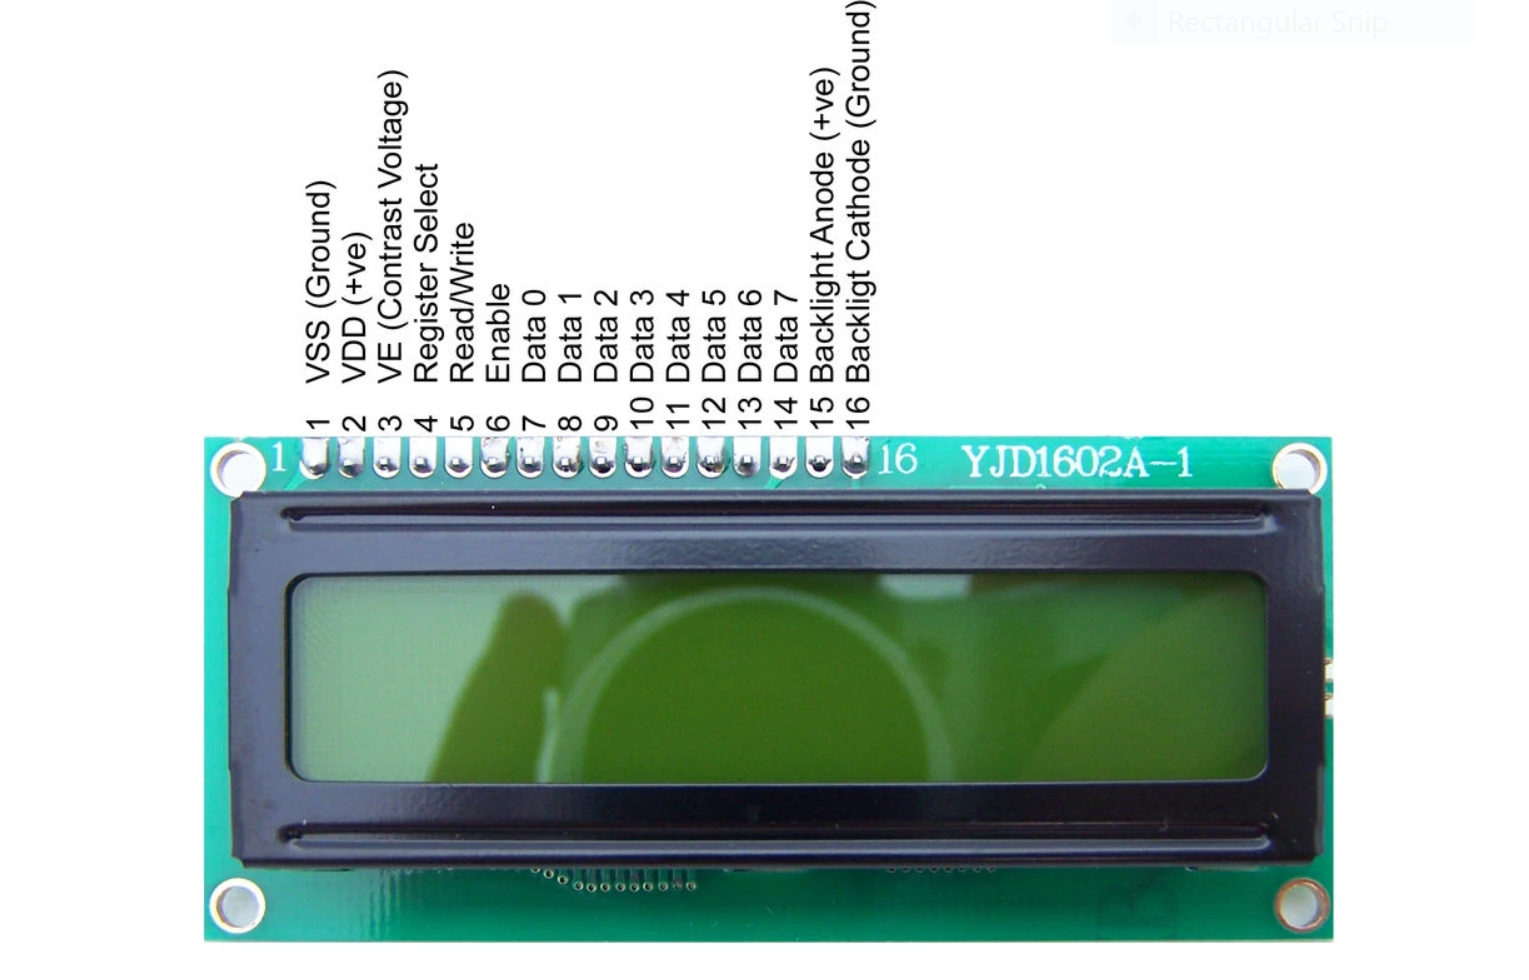 Rectangular Snip
1 VSS (Ground)
2 VDD (+ve)
3 VE (Contrast Voltage)
4 Register Select
5 Read/Write
6 Enable
7 Data 0
8 Data 1
9 Data 2
10 Data 3
11 Data 4
12 Data 5
13 Data 6
14 Data 7
15 Backlight Anode (+ve)
16 Backligt Cathode (Ground)
1 16 YJD1602A-1